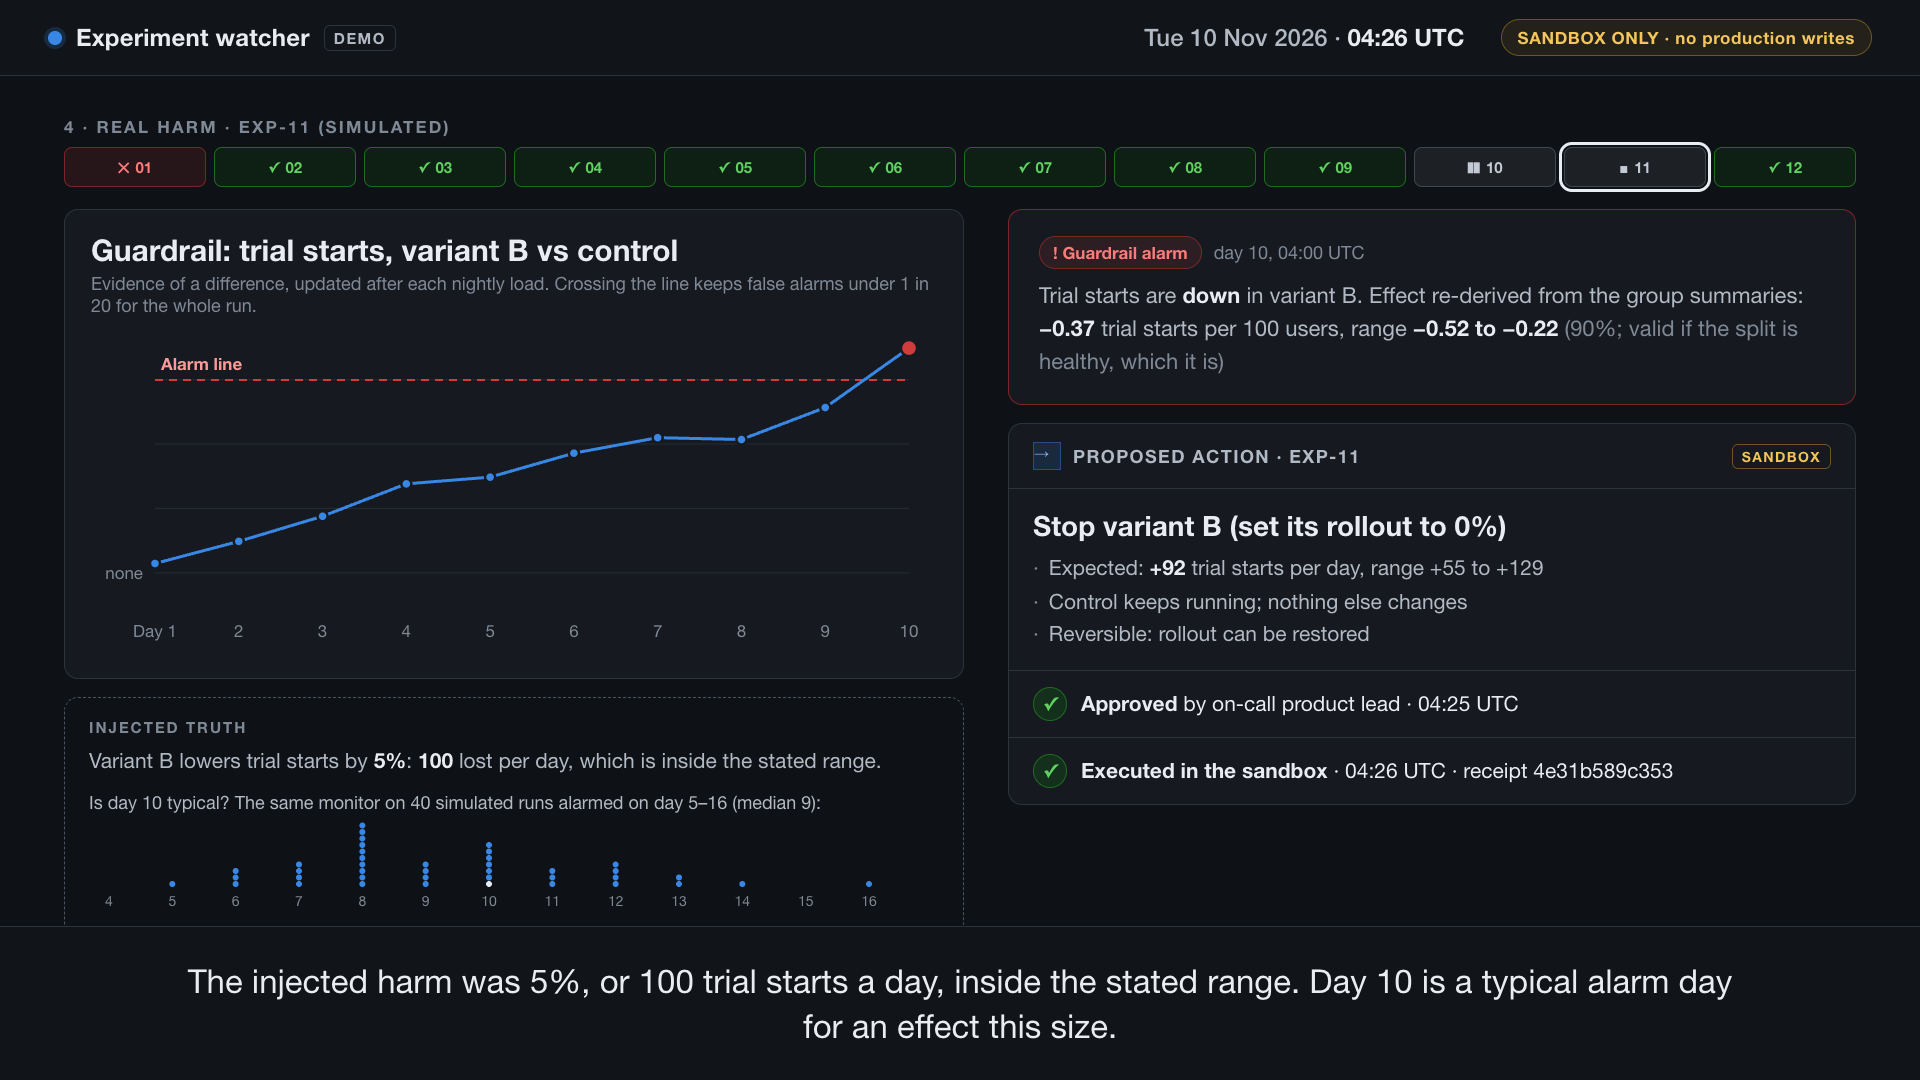 Experiment watcher DEMO
Tue 10 Nov 2026 · 04:26 UTC
SANDBOX ONLY · no production writes
4 · REAL HARM · EXP-11 (SIMULATED)
✕ 01 ✓ 02 ✓ 03 ✓ 04 ✓ 05 ✓ 06 ✓ 07 ✓ 08 ✓ 09 10 11 ✓ 12
Guardrail: trial starts, variant B vs control
Evidence of a difference, updated after each nightly load. Crossing the line keeps false alarms under 1 in
20 for the whole run.
Alarm line
none
Day 1 2 3 4 5 6 7 8 9 10
INJECTED TRUTH
Variant B lowers trial starts by 5%: 100 lost per day, which is inside the stated range.
Is day 10 typical? The same monitor on 40 simulated runs alarmed on day 5–16 (median 9):
4 5 6 7 8 9 10 11 12 13 14 15 16
! Guardrail alarm day 10, 04:00 UTC
Trial starts are down in variant B. Effect re-derived from the group summaries:
−0.37 trial starts per 100 users, range −0.52 to −0.22 (90%; valid if the split is
healthy, which it is)
→ PROPOSED ACTION · EXP-11 SANDBOX
Stop variant B (set its rollout to 0%)
· Expected: +92 trial starts per day, range +55 to +129
· Control keeps running; nothing else changes
· Reversible: rollout can be restored
✓ Approved by on-call product lead · 04:25 UTC
✓ Executed in the sandbox · 04:26 UTC · receipt 4e31b589c353
The injected harm was 5%, or 100 trial starts a day, inside the stated range. Day 10 is a typical alarm day
for an effect this size.